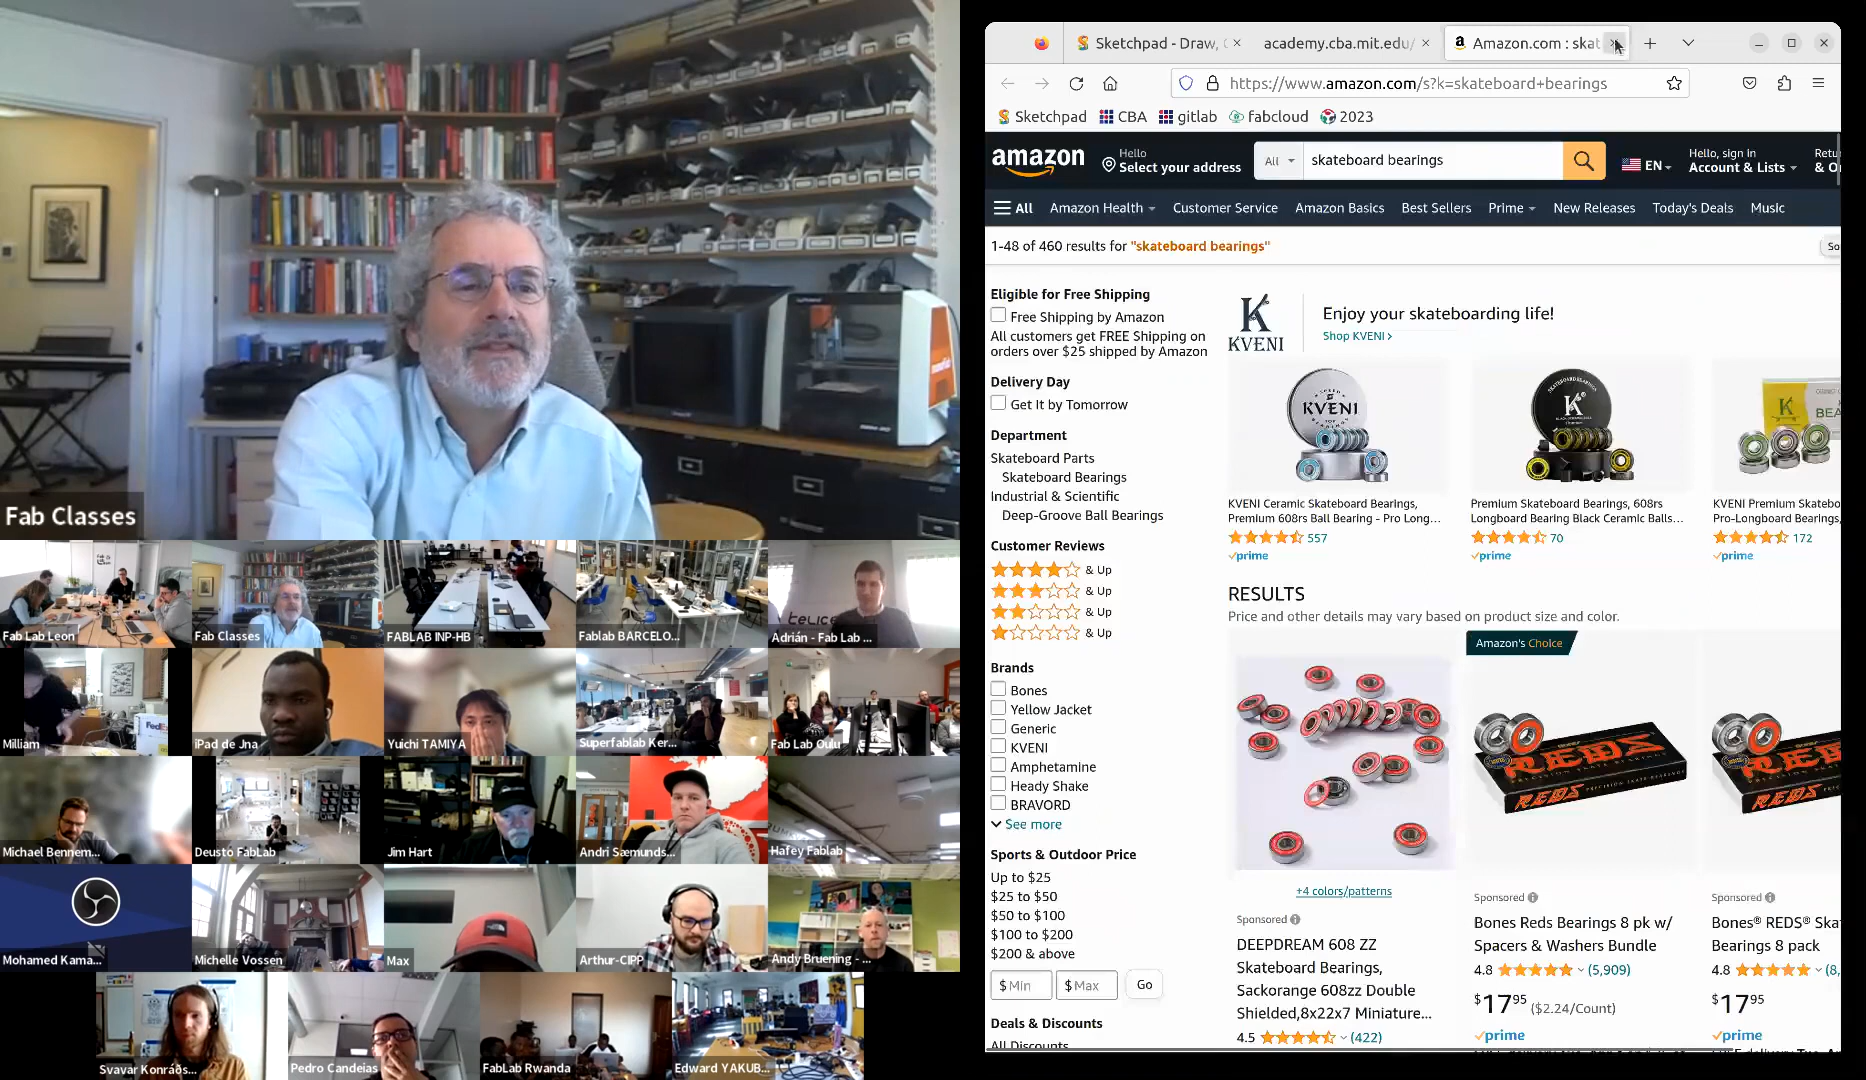 Fab Classes
Fab Lab Leon
Fab Classes
FABLAB INP-HB
Fablab BARCELO...
Adrián - Fab Lab ...
Milliam
iPad de Jna
Yuichi TAMIYA
Superfablab Ker...
Fab Lab Oulu
Michael Bennem...
Deusto FabLab
Jim Hart
Andri Sæmunds...
Hafey Fablab
Mohamed Kama...
Michelle Vossen
Max
Arthur-CIPP
Andy Bruening - ...
Svavar Konráðs...
Pedro Candeias
FabLab Rwanda
Edward YAKUB...
Sketchpad - Draw,
academy.cba.mit.edu/
Amazon.com : skat
https://www.amazon.com/s?k=skateboard+bearings
Sketchpad CBA gitlab fabcloud 2023
amazon
Hello
Select your address
All
skateboard bearings
EN
Hello, sign in
Account & Lists
Retu
& O
All Amazon Health Customer Service Amazon Basics Best Sellers Prime New Releases Today's Deals Music
1-48 of 460 results for "skateboard bearings"
So
Eligible for Free Shipping
Free Shipping by Amazon
All customers get FREE Shipping on
orders over $25 shipped by Amazon
Delivery Day
Get It by Tomorrow
Department
Skateboard Parts
Skateboard Bearings
Industrial & Scientific
Deep-Groove Ball Bearings
Customer Reviews
& Up
& Up
& Up
& Up
Brands
Bones
Yellow Jacket
Generic
KVENI
Amphetamine
Heady Shake
BRAVORD
See more
Sports & Outdoor Price
Up to $25
$25 to $50
$50 to $100
$100 to $200
$200 & above
$ Min
$ Max
Go
Deals & Discounts
All Discounts
K
KVENI
Enjoy your skateboarding life!
Shop KVENI
KVENI
K
BEA
KVENI Ceramic Skateboard Bearings,
Premium 608rs Ball Bearing - Pro Long...
557
prime
Premium Skateboard Bearings, 608rs
Longboard Bearing Black Ceramic Balls...
70
prime
KVENI Premium Skatebo
Pro-Longboard Bearings,
172
prime
RESULTS
Price and other details may vary based on product size and color.
Amazon's Choice
REDS
REDS
+4 colors/patterns
Sponsored
DEEPDREAM 608 ZZ
Skateboard Bearings,
Sackorange 608zz Double
Shielded,8x22x7 Miniature...
4.5 (422)
Sponsored
Bones Reds Bearings 8 pk w/
Spacers & Washers Bundle
4.8 (5,909)
$17 95 ($2.24/Count)
prime
Sponsored
Bones® REDS® Ska
Bearings 8 pack
4.8 (8,
$17 95
prime